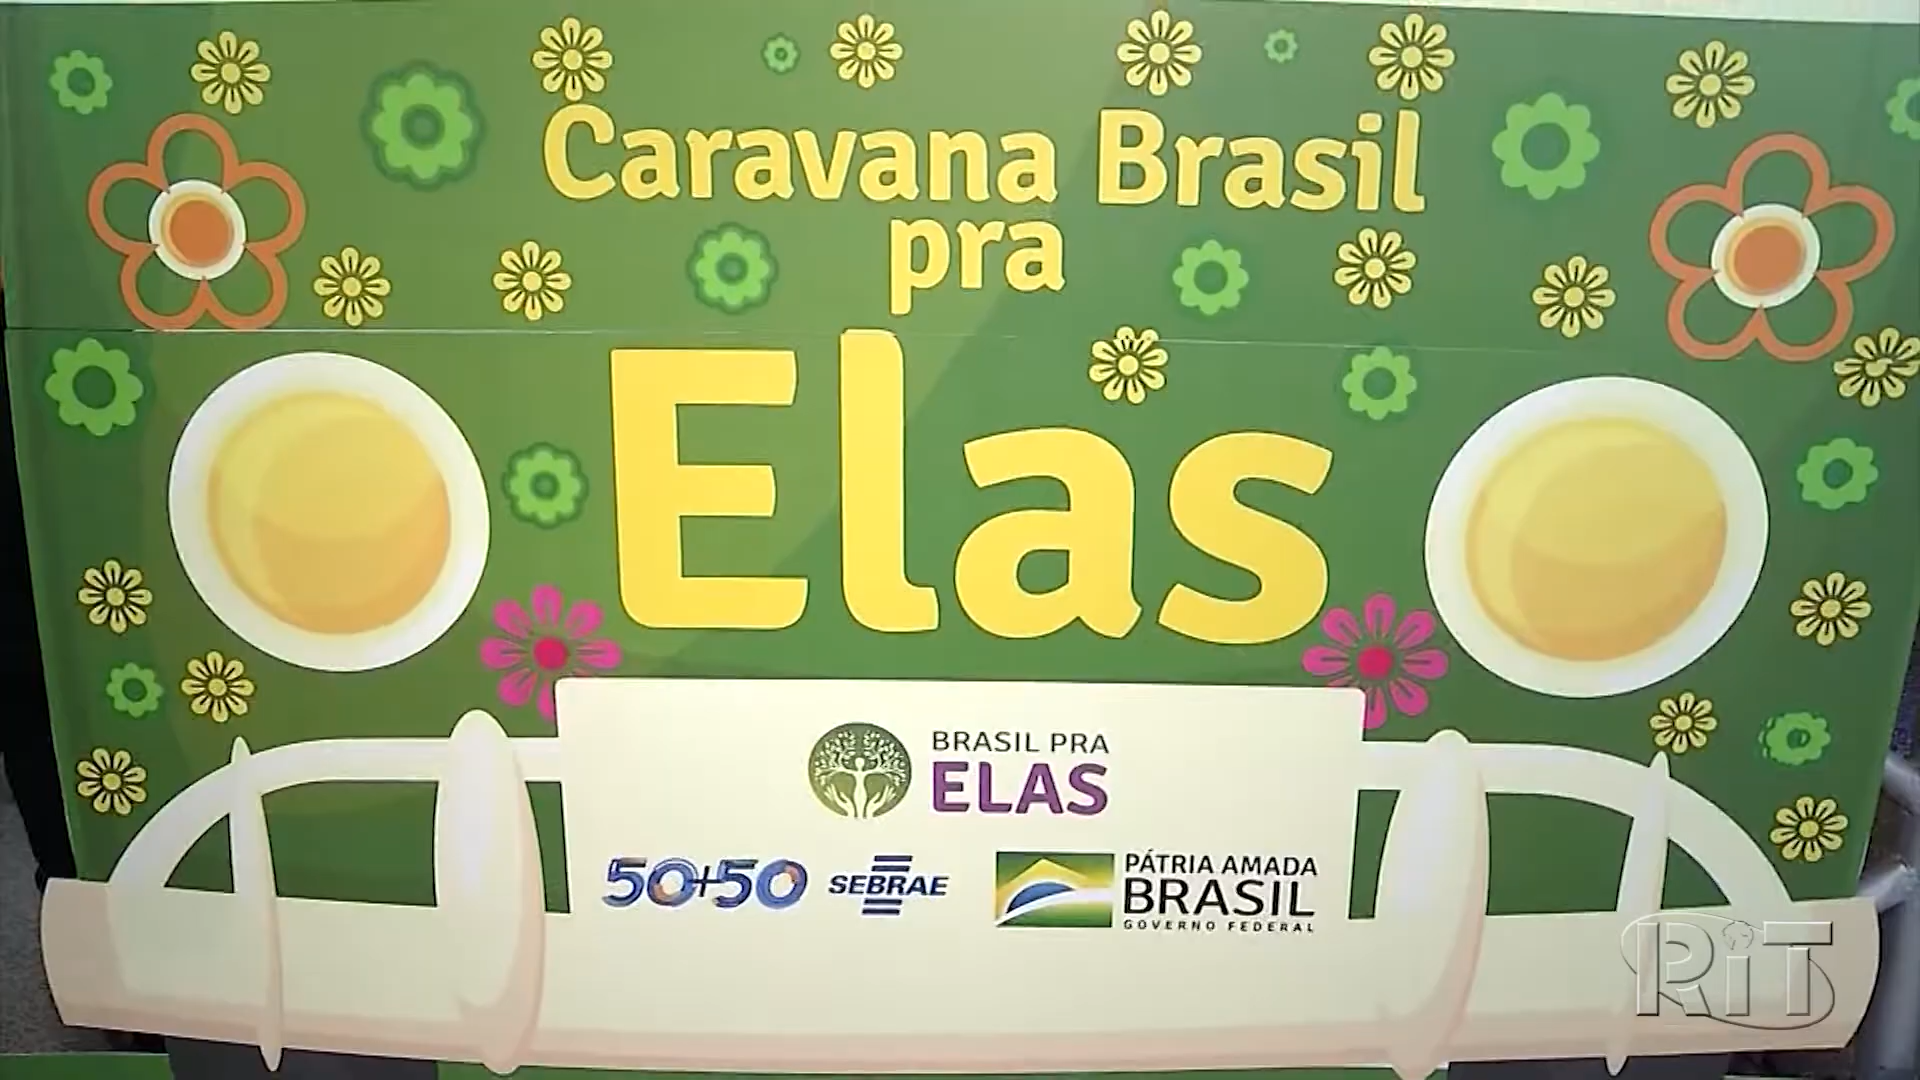 Caravana Brasil
pra
Elas
BRASIL PRA
ELAS
50+50
SEBRAE
PÁTRIA AMADA
BRASIL
GOVERNO FEDERAL
RiT